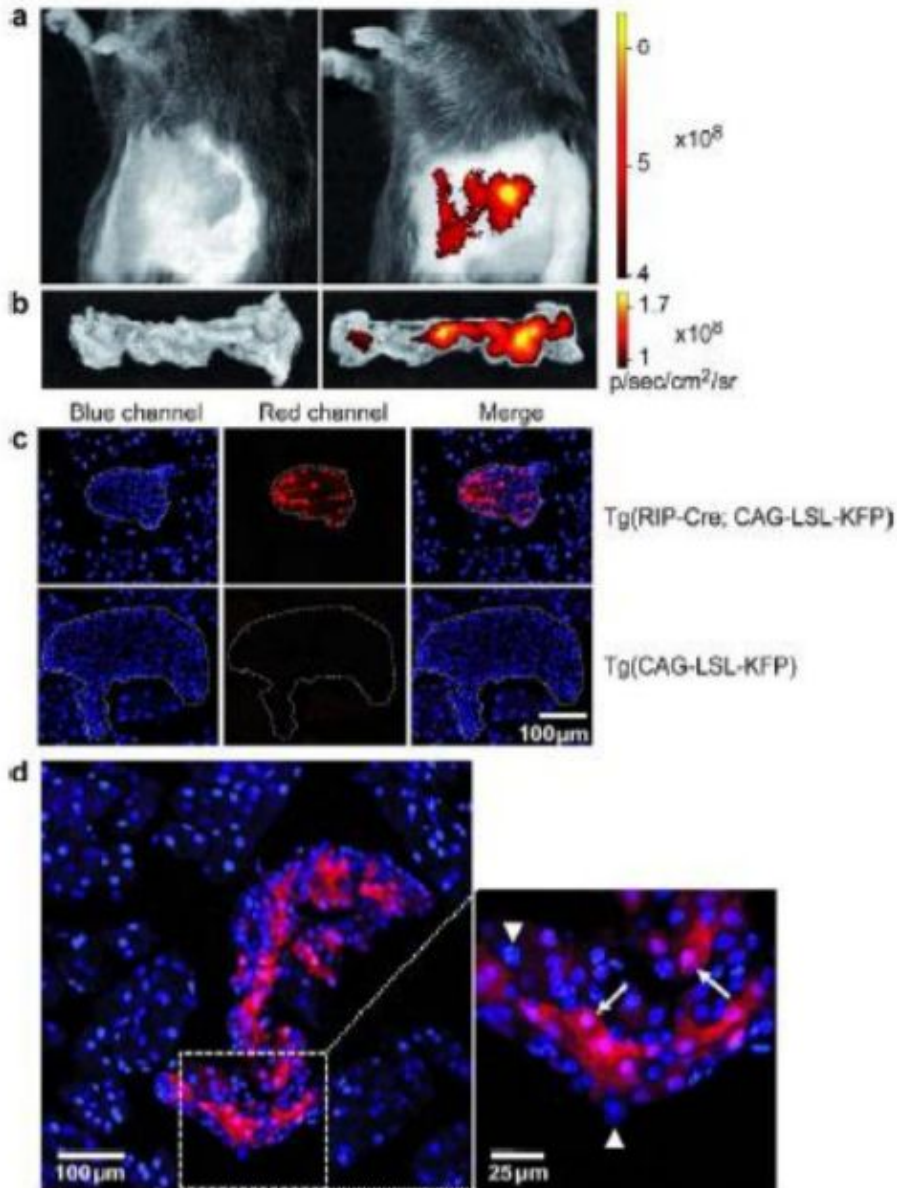 a
6
5
x10⁸
4
b
1.7
x10⁸
1
p/sec/cm²/sr
Blue channel Red channel Merge
c
Tg(RIP-Cre; CAG-LSL-KFP)
Tg(CAG-LSL-KFP)
100µm
d
100µm
25µm